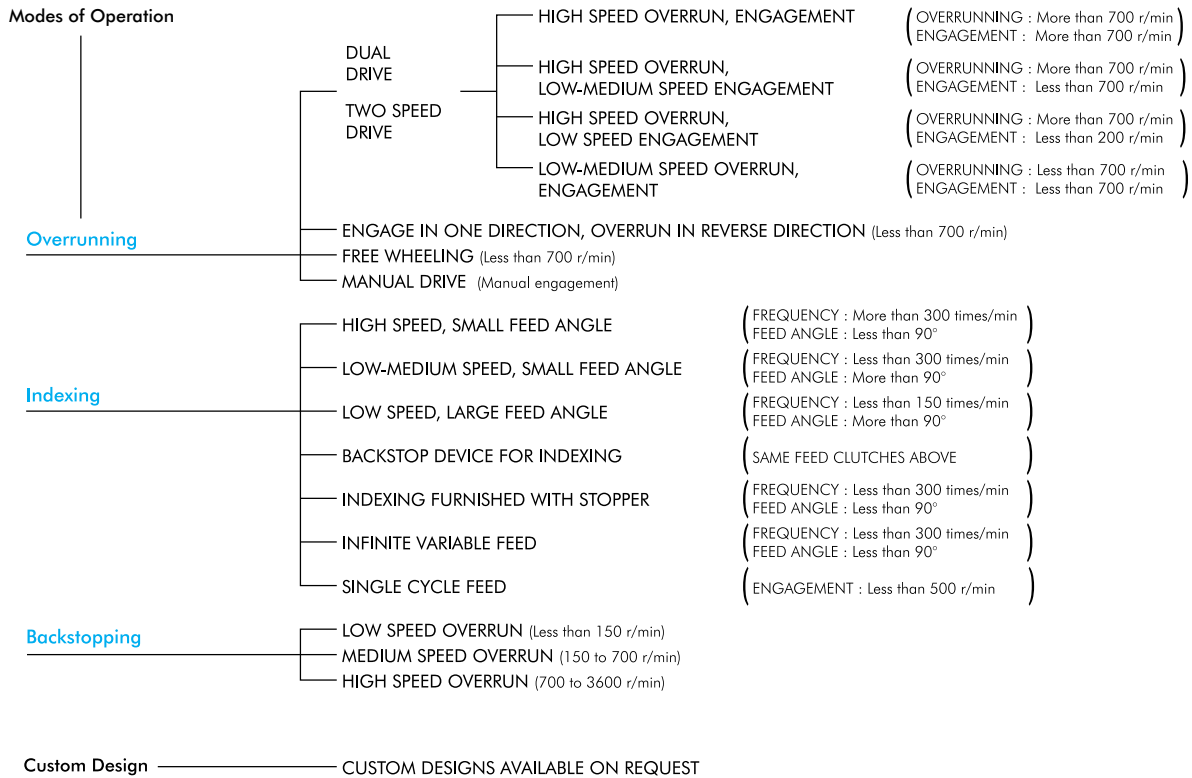 Modes of Operation
DUAL
DRIVE
TWO SPEED
DRIVE
HIGH SPEED OVERRUN, ENGAGEMENT
(OVERRUNNING : More than 700 r/min
ENGAGEMENT : More than 700 r/min)
HIGH SPEED OVERRUN,
LOW-MEDIUM SPEED ENGAGEMENT
(OVERRUNNING : More than 700 r/min
ENGAGEMENT : Less than 700 r/min)
HIGH SPEED OVERRUN,
LOW SPEED ENGAGEMENT
(OVERRUNNING : More than 700 r/min
ENGAGEMENT : Less than 200 r/min)
LOW-MEDIUM SPEED OVERRUN,
ENGAGEMENT
(OVERRUNNING : Less than 700 r/min
ENGAGEMENT : Less than 700 r/min)
Overrunning
ENGAGE IN ONE DIRECTION, OVERRUN IN REVERSE DIRECTION (Less than 700 r/min)
FREE WHEELING (Less than 700 r/min)
MANUAL DRIVE (Manual engagement)
Indexing
HIGH SPEED, SMALL FEED ANGLE
(FREQUENCY : More than 300 times/min
FEED ANGLE : Less than 90°)
LOW-MEDIUM SPEED, SMALL FEED ANGLE
(FREQUENCY : Less than 300 times/min
FEED ANGLE : More than 90°)
LOW SPEED, LARGE FEED ANGLE
(FREQUENCY : Less than 150 times/min
FEED ANGLE : More than 90°)
BACKSTOP DEVICE FOR INDEXING
(SAME FEED CLUTCHES ABOVE)
INDEXING FURNISHED WITH STOPPER
(FREQUENCY : Less than 300 times/min
FEED ANGLE : Less than 90°)
INFINITE VARIABLE FEED
(FREQUENCY : Less than 300 times/min
FEED ANGLE : Less than 90°)
SINGLE CYCLE FEED
(ENGAGEMENT : Less than 500 r/min)
Backstopping
LOW SPEED OVERRUN (Less than 150 r/min)
MEDIUM SPEED OVERRUN (150 to 700 r/min)
HIGH SPEED OVERRUN (700 to 3600 r/min)
Custom Design
CUSTOM DESIGNS AVAILABLE ON REQUEST